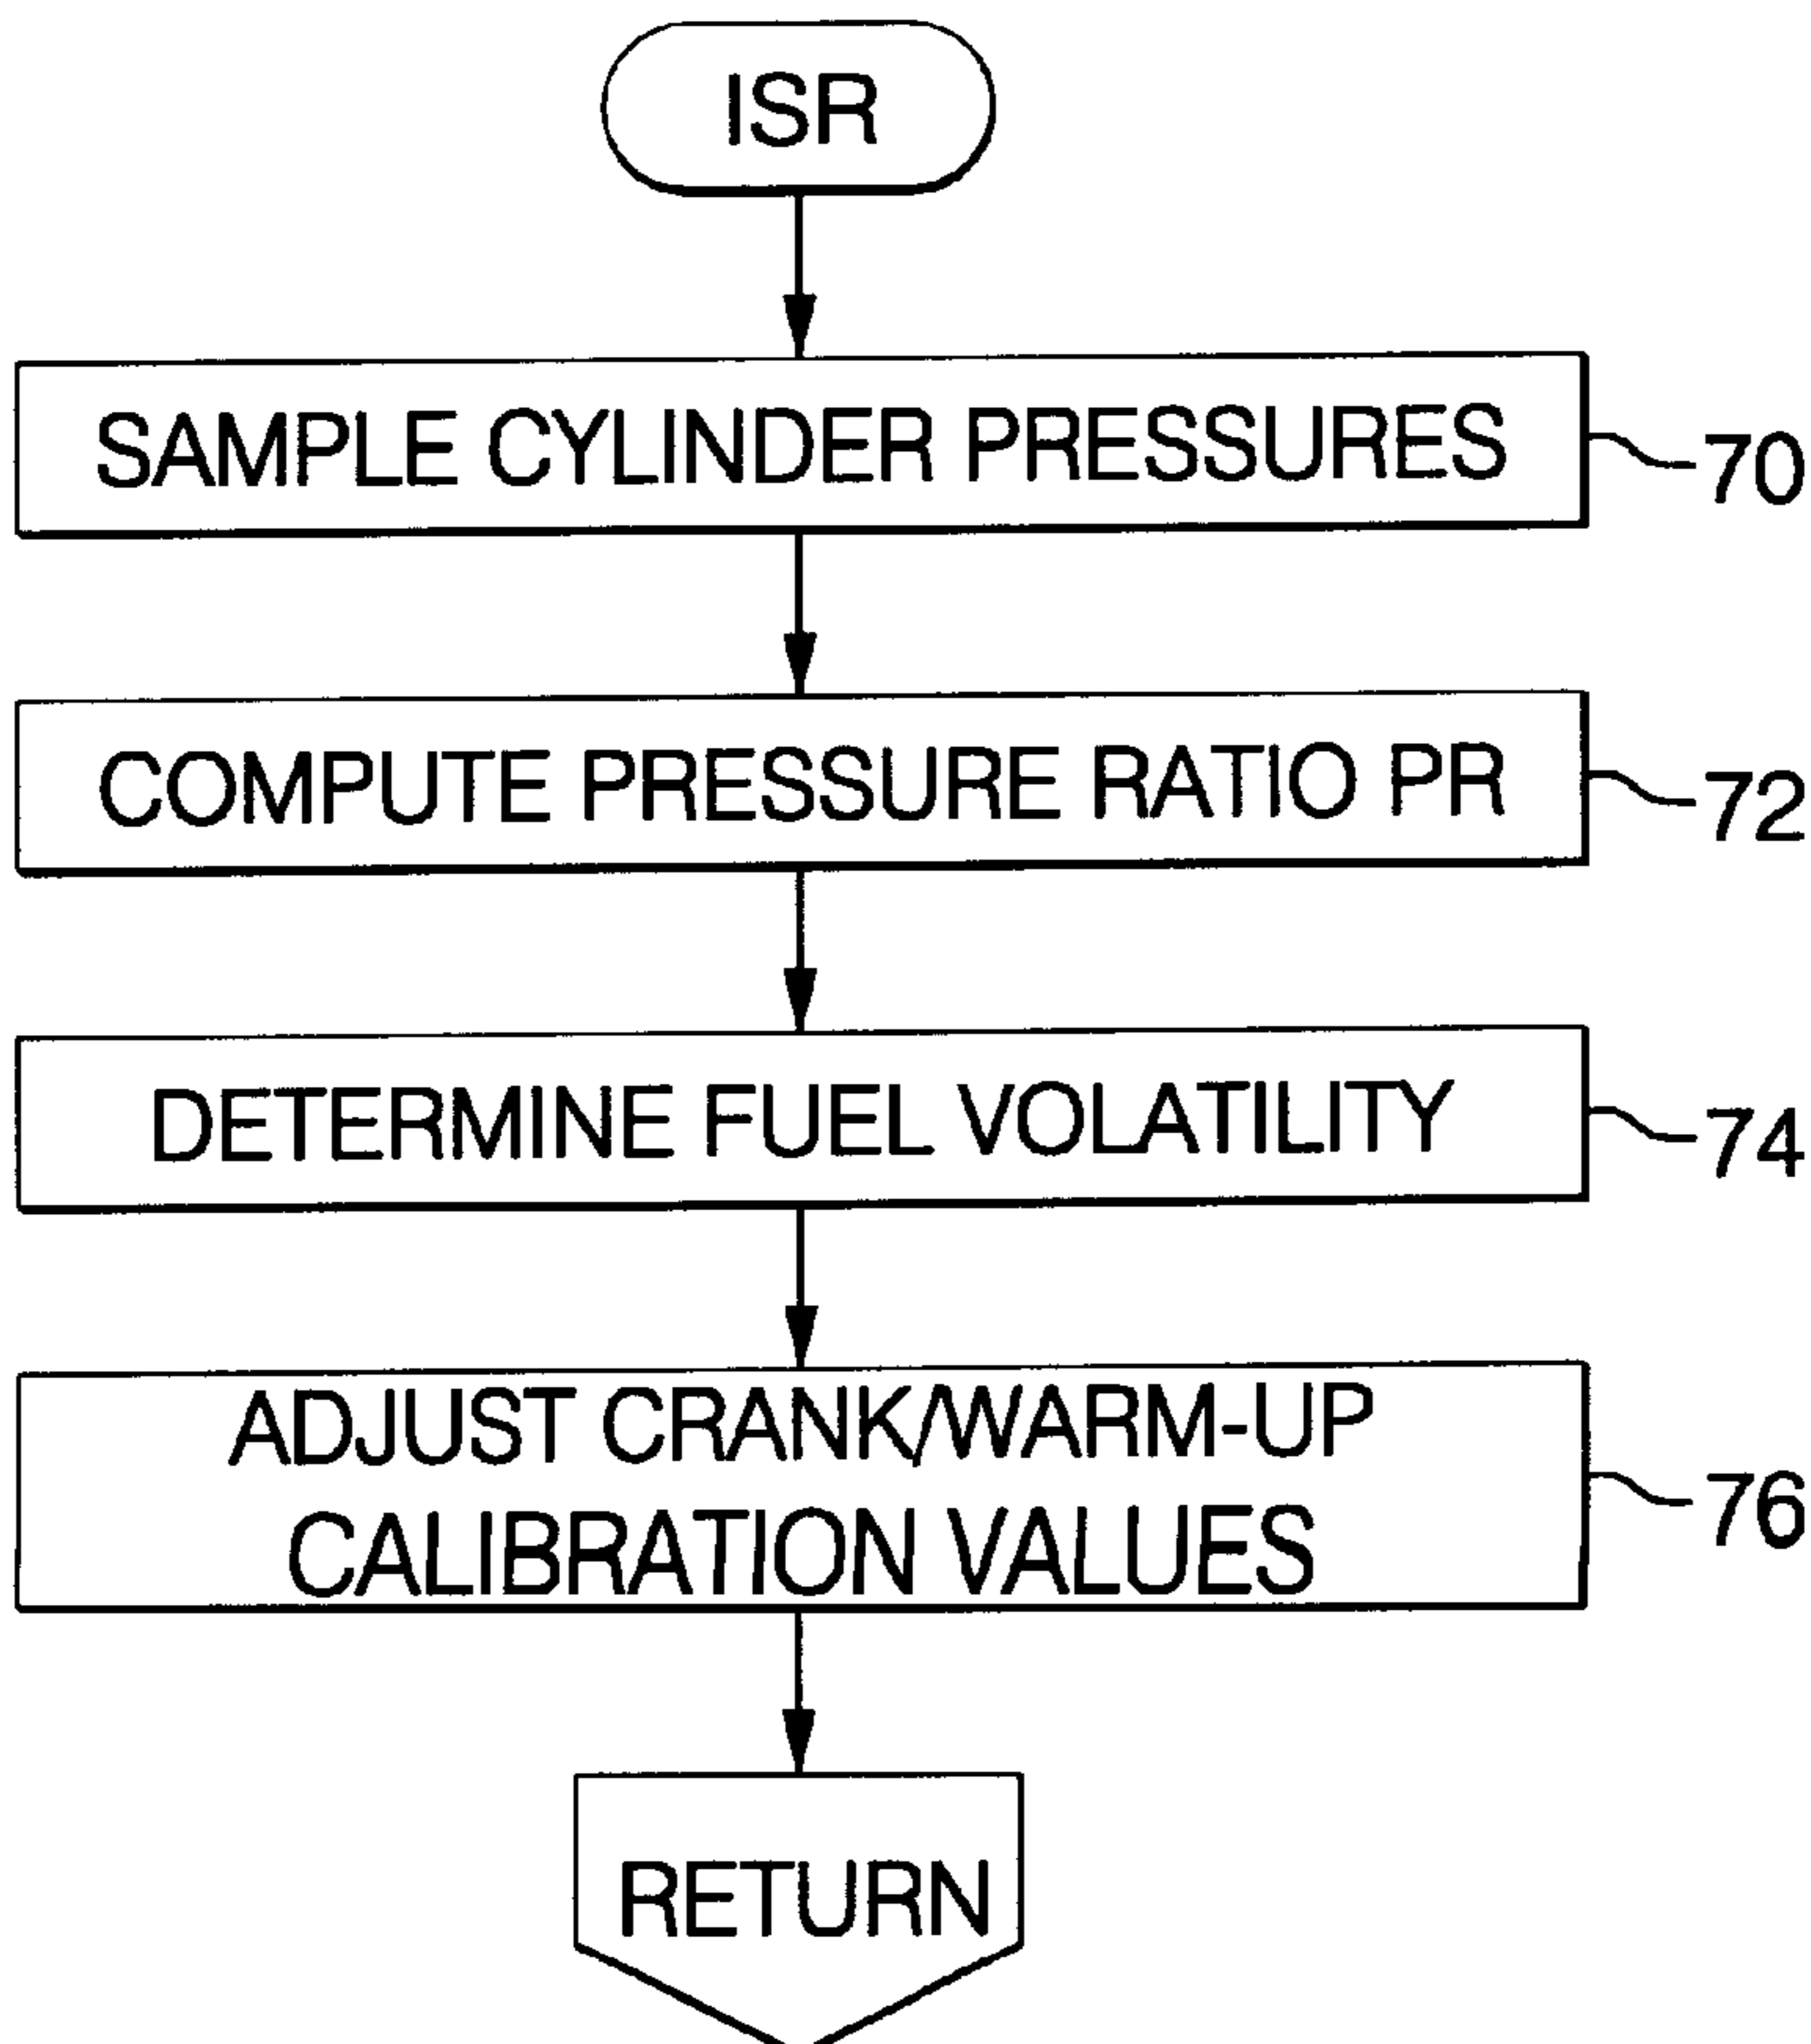 ISR
SAMPLE CYLINDER PRESSURES
70
COMPUTE PRESSURE RATIO PR
72
DETERMINE FUEL VOLATILITY
74
ADJUST CRANK/WARM-UP
CALIBRATION VALUES
76
RETURN